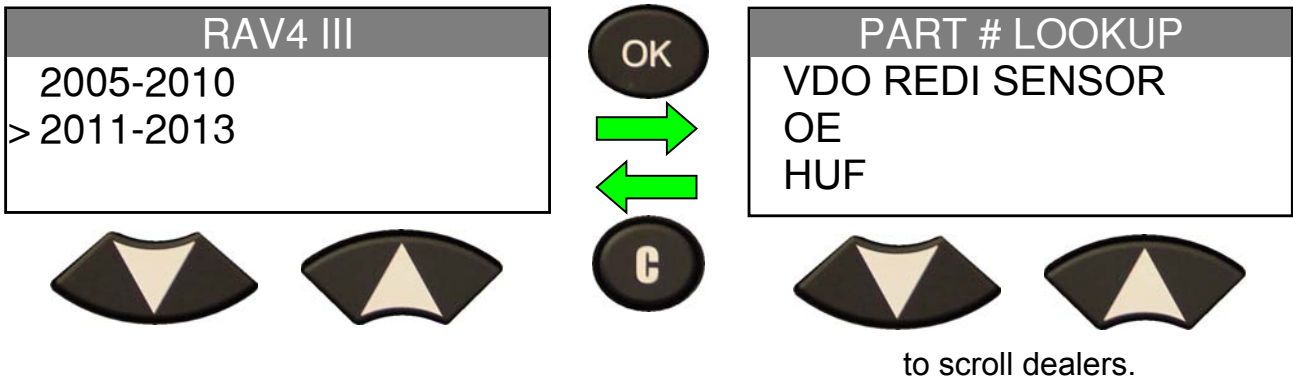 RAV4 III
2005-2010
> 2011-2013
OK
C
PART # LOOKUP
VDO REDI SENSOR
OE
HUF
to scroll dealers.